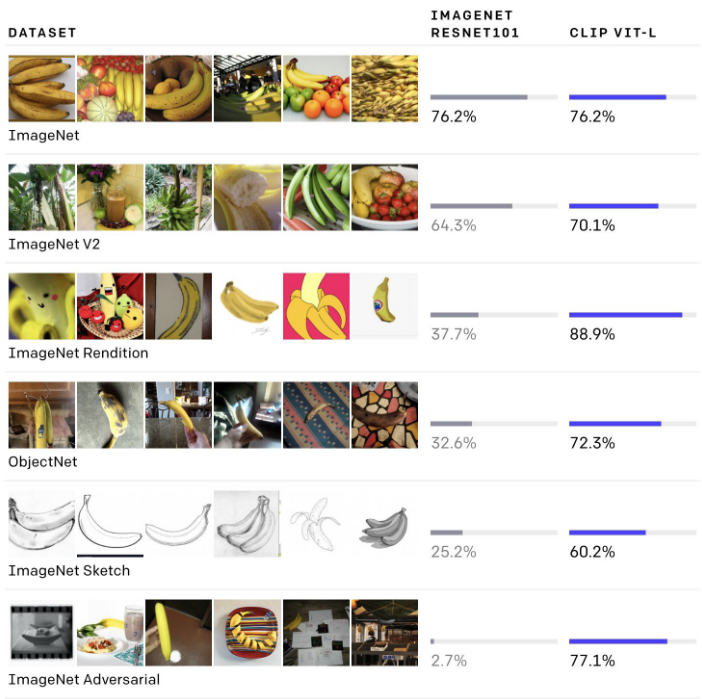 DATASET
IMAGENET
RESNET101
CLIP VIT-L
ImageNet
76.2%
76.2%
ImageNet V2
64.3%
70.1%
ImageNet Rendition
37.7%
88.9%
ObjectNet
32.6%
72.3%
ImageNet Sketch
25.2%
60.2%
ImageNet Adversarial
2.7%
77.1%